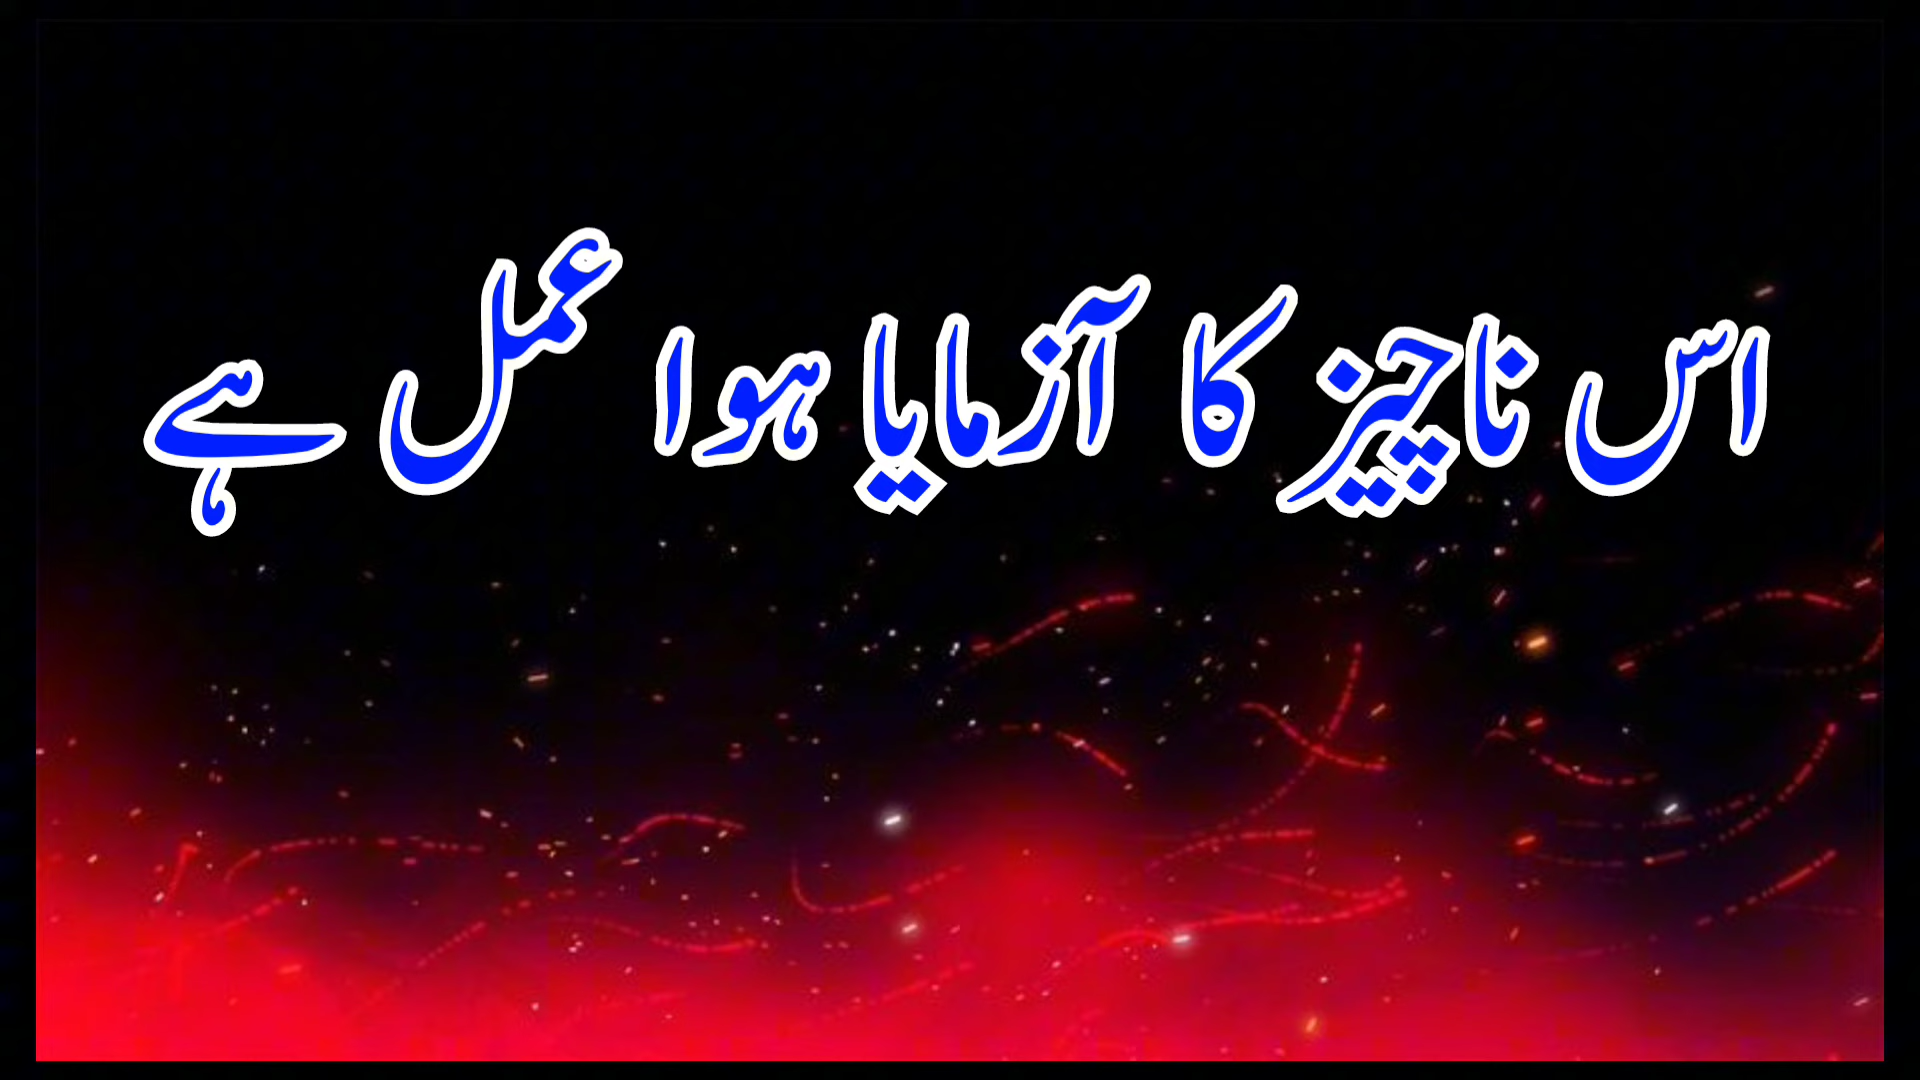 اس ناچیز کا آزمایا ہوا عمل ہے